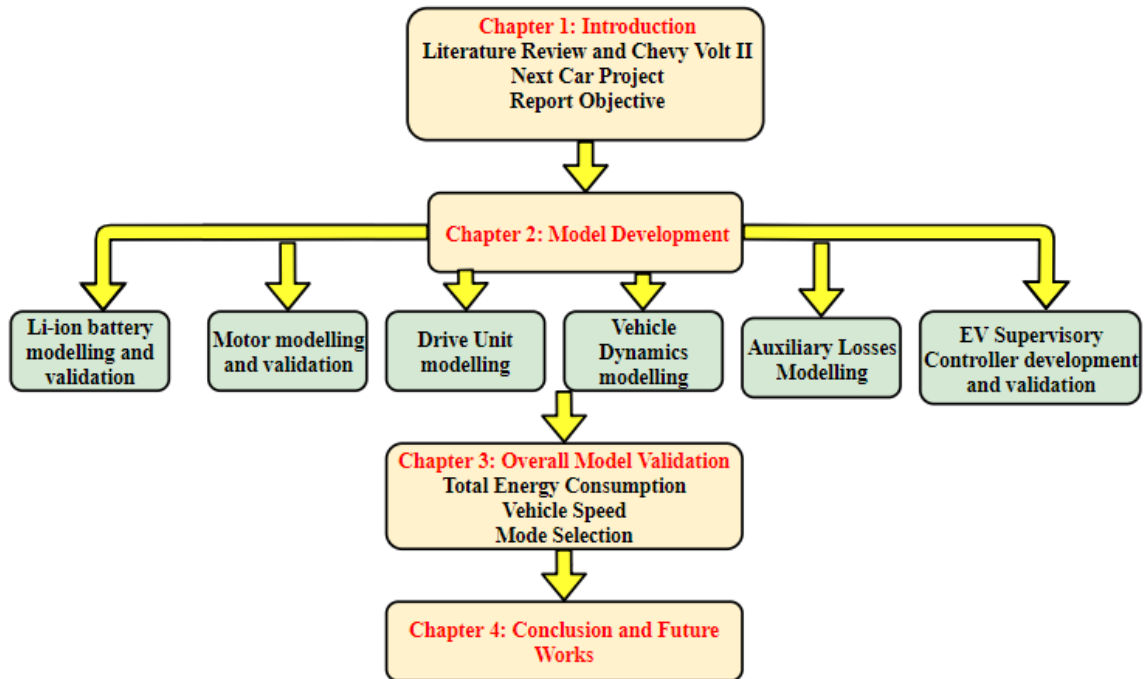 Chapter 1: Introduction
Literature Review and Chevy Volt II
Next Car Project
Report Objective
Chapter 2: Model Development
Li-ion battery
modelling and
validation
Motor modelling
and validation
Drive Unit
modelling
Vehicle
Dynamics
modelling
Auxiliary Losses
Modelling
EV Supervisory
Controller development
and validation
Chapter 3: Overall Model Validation
Total Energy Consumption
Vehicle Speed
Mode Selection
Chapter 4: Conclusion and Future
Works